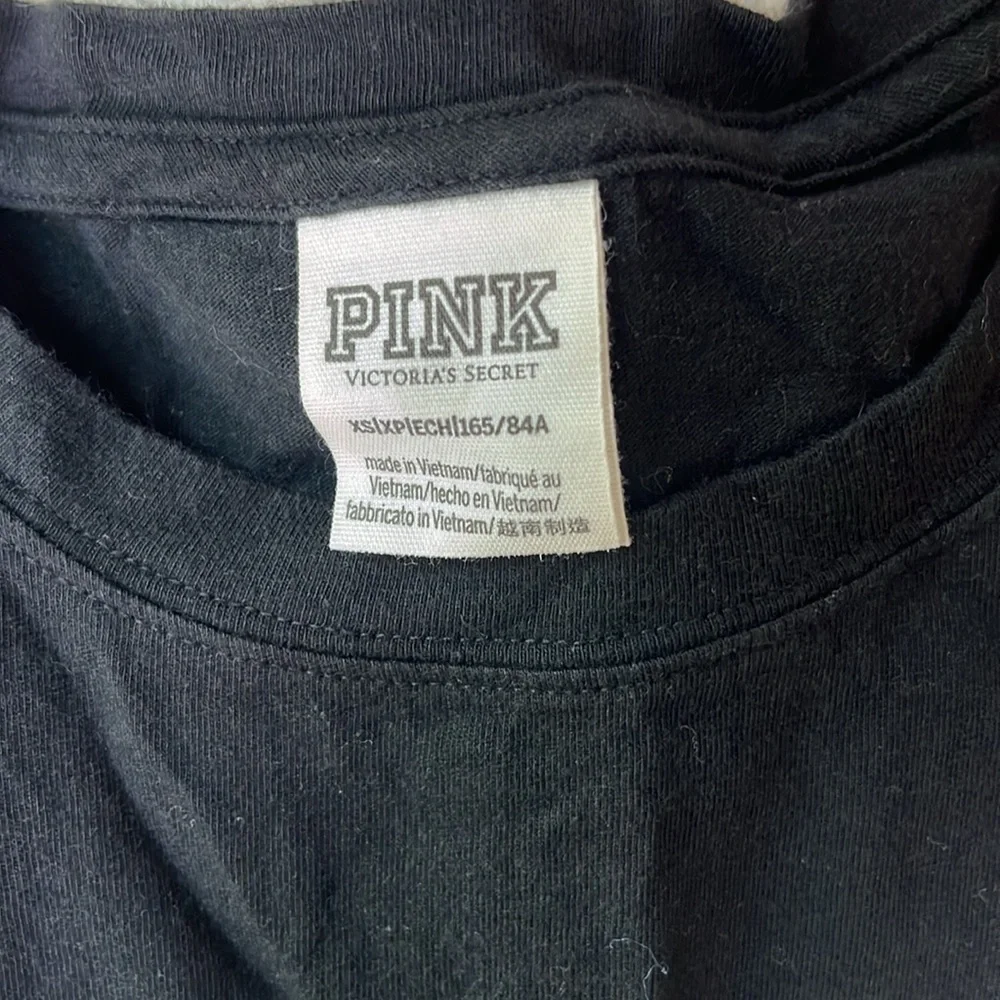 PINK
VICTORIA'S SECRET
XS|XP|ECH|165/84A
made in Vietnam/fabriqué au
Vietnam/hecho en Vietnam/
fabbricato in Vietnam/越南制造